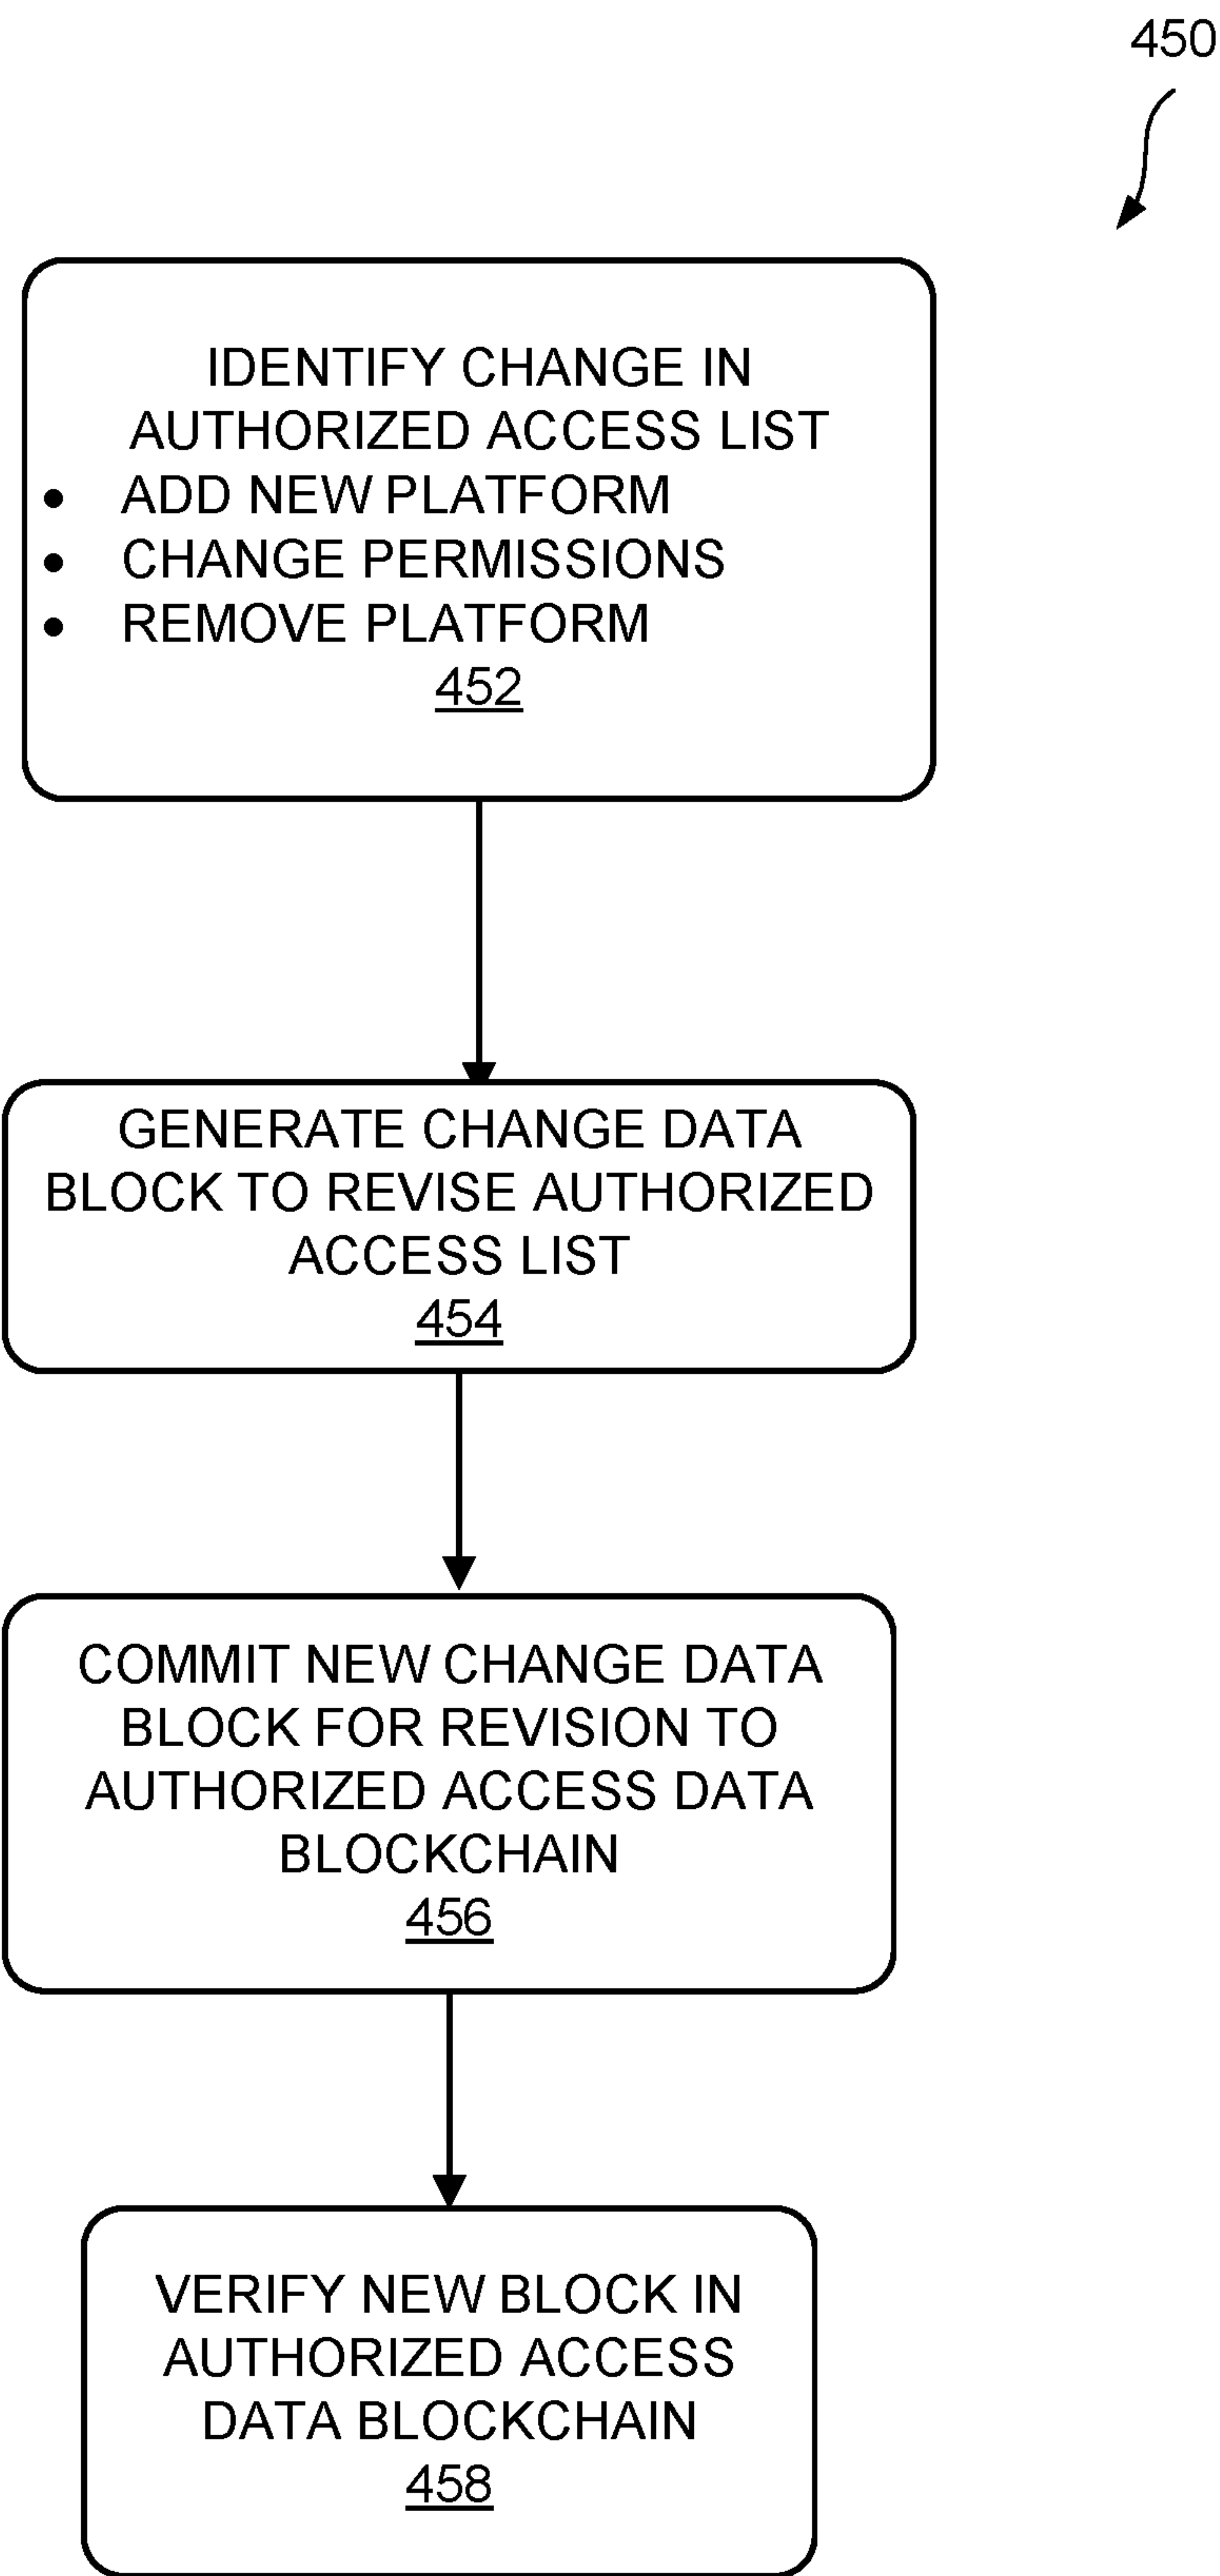 450
IDENTIFY CHANGE IN
AUTHORIZED ACCESS LIST
• ADD NEW PLATFORM
• CHANGE PERMISSIONS
• REMOVE PLATFORM
452
GENERATE CHANGE DATA
BLOCK TO REVISE AUTHORIZED
ACCESS LIST
454
COMMIT NEW CHANGE DATA
BLOCK FOR REVISION TO
AUTHORIZED ACCESS DATA
BLOCKCHAIN
456
VERIFY NEW BLOCK IN
AUTHORIZED ACCESS
DATA BLOCKCHAIN
458